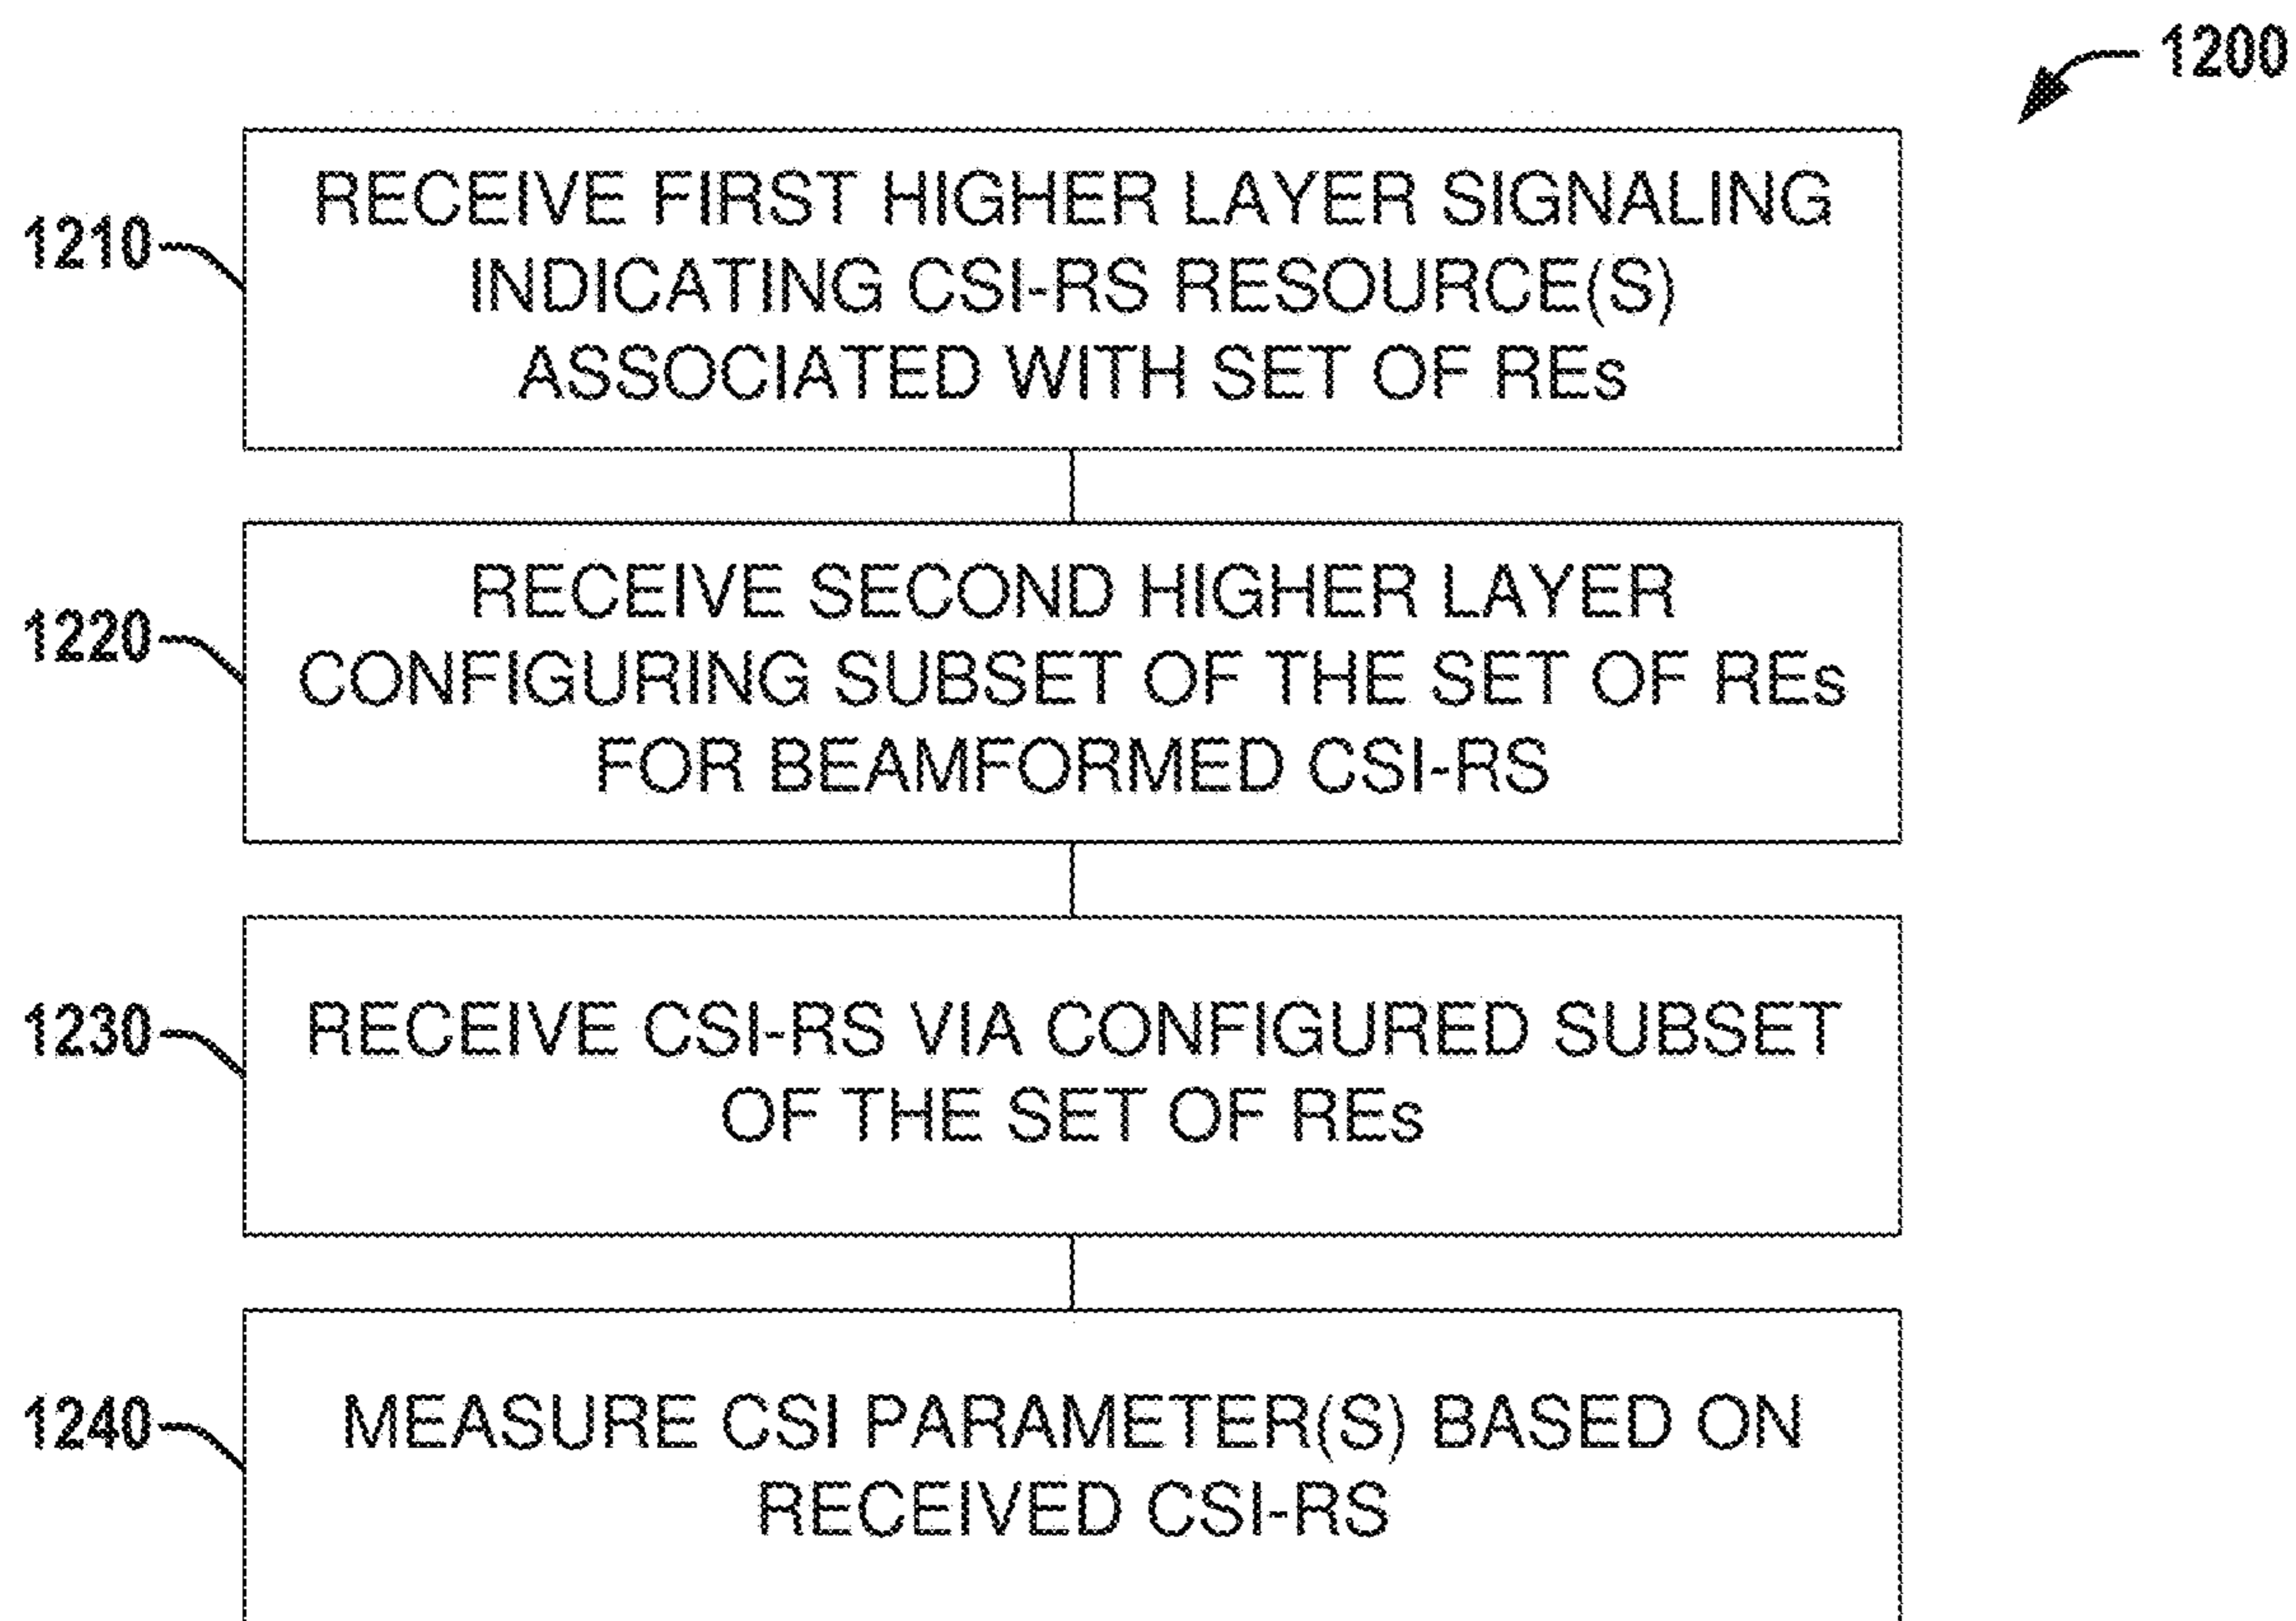 1200
1210
RECEIVE FIRST HIGHER LAYER SIGNALING
INDICATING CSI-RS RESOURCE(S)
ASSOCIATED WITH SET OF REs
1220
RECEIVE SECOND HIGHER LAYER
CONFIGURING SUBSET OF THE SET OF REs
FOR BEAMFORMED CSI-RS
1230
RECEIVE CSI-RS VIA CONFIGURED SUBSET
OF THE SET OF REs
1240
MEASURE CSI PARAMETER(S) BASED ON
RECEIVED CSI-RS